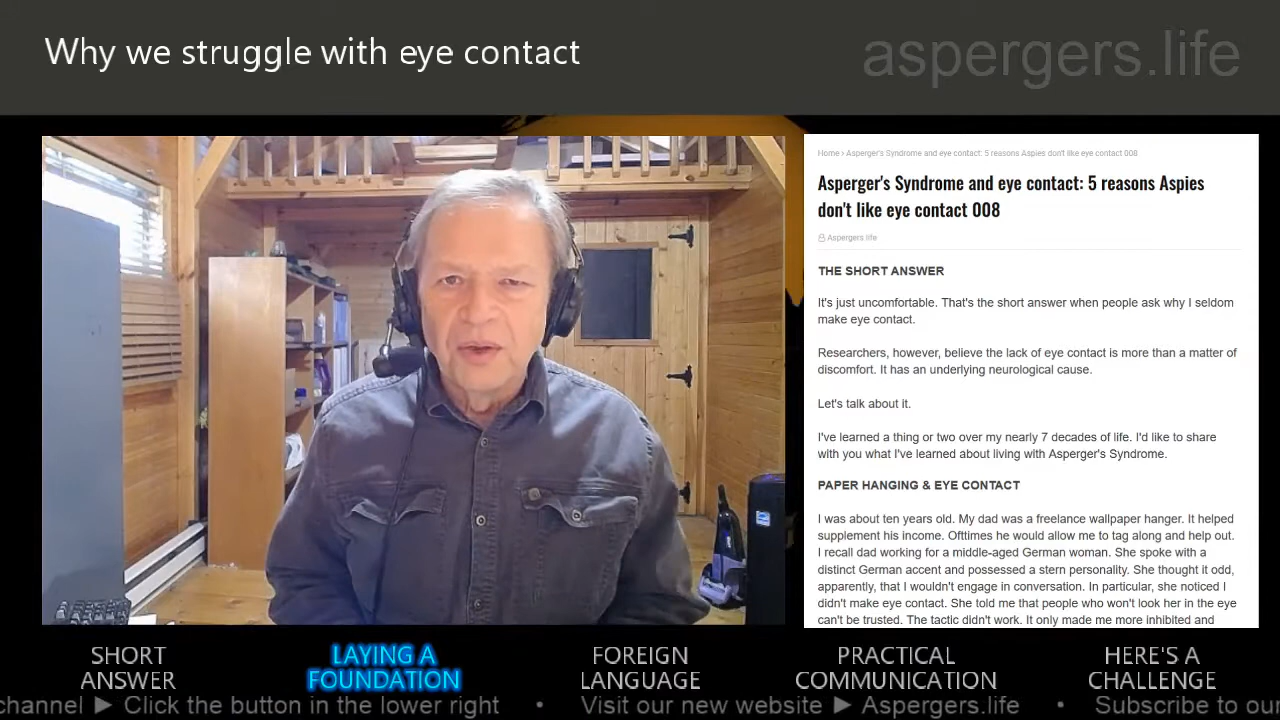 Why we struggle with eye contact
aspergers.life
Home › Asperger's Syndrome and eye contact: 5 reasons Aspies don't like eye contact 008
Asperger's Syndrome and eye contact: 5 reasons Aspies
don't like eye contact 008
Aspergers life
THE SHORT ANSWER
It's just uncomfortable. That's the short answer when people ask why I seldom
make eye contact.
Researchers, however, believe the lack of eye contact is more than a matter of
discomfort. It has an underlying neurological cause.
Let's talk about it.
I've learned a thing or two over my nearly 7 decades of life. I'd like to share
with you what I've learned about living with Asperger's Syndrome.
PAPER HANGING & EYE CONTACT
I was about ten years old. My dad was a freelance wallpaper hanger. It helped
supplement his income. Ofttimes he would allow me to tag along and help out.
I recall dad working for a middle-aged German woman. She spoke with a
distinct German accent and possessed a stern personality. She thought it odd,
apparently, that I wouldn't engage in conversation. In particular, she noticed I
didn't make eye contact. She told me that people who won't look her in the eye
can't be trusted. The tactic didn't work. It only made me more inhibited and
SHORT
ANSWER
LAYING A
FOUNDATION
FOREIGN
LANGUAGE
PRACTICAL
COMMUNICATION
HERE'S A
CHALLENGE
channel ► Click the button in the lower right • Visit our new website ► Aspergers.life • Subscribe to our